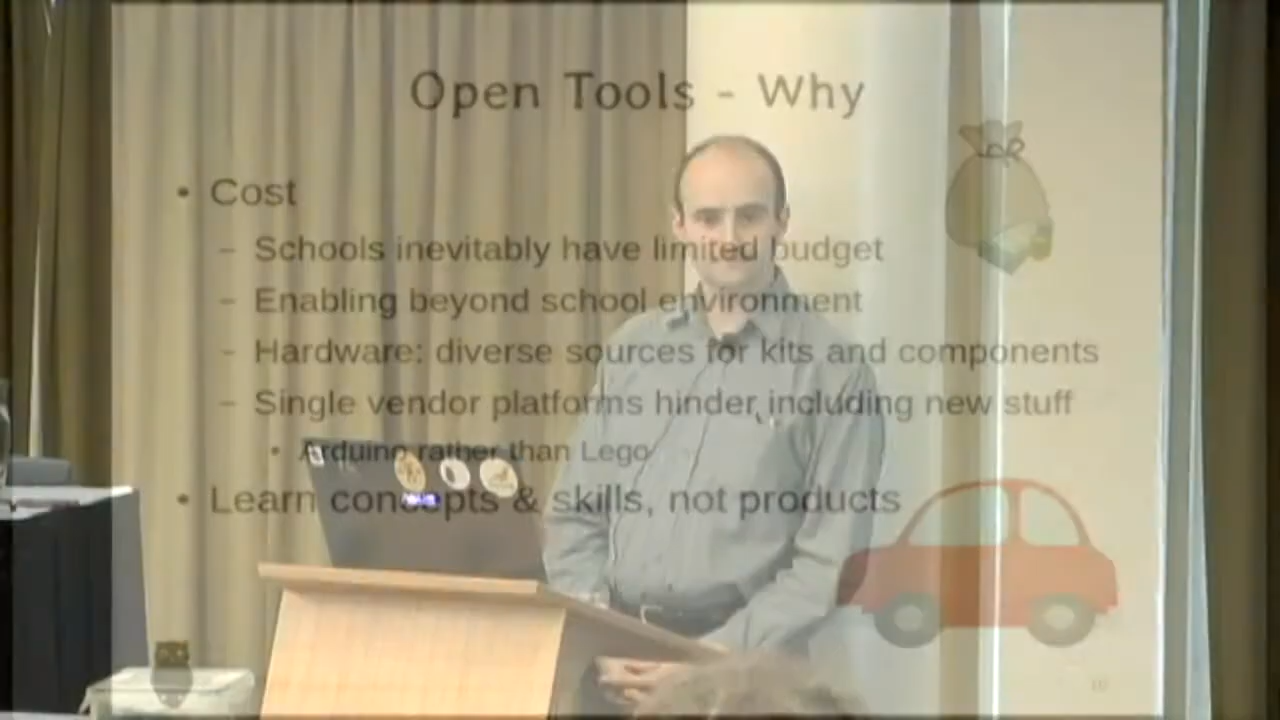 Open Tools - Why
• Cost
– Schools inevitably have limited budget
– Enabling beyond school environment
– Hardware: diverse sources for kits and components
– Single vendor platforms hinder including new stuff
• Arduino rather than Lego
• Learn concepts & skills, not products